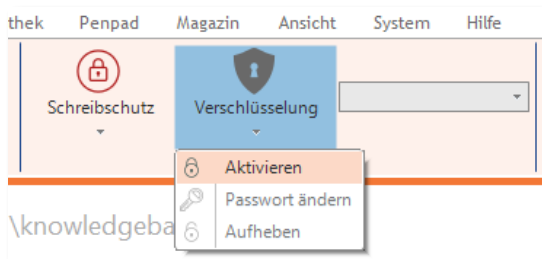 thek Penpad Magazin Ansicht System Hilfe
Schreibschutz Verschlüsselung
Aktivieren
Passwort ändern
Aufheben
\knowledgeba